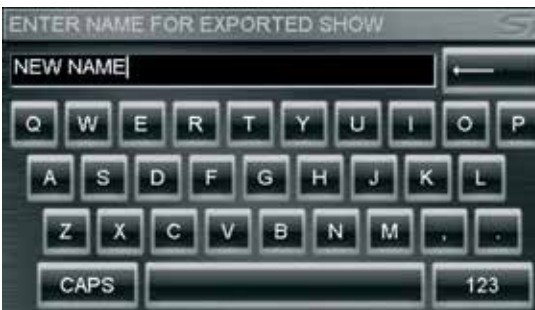 ENTER NAME FOR EXPORTED SHOW
NEW NAME
Q W E R T Y U I O P
A S D F G H J K L
Z X C V B N M , .
CAPS 123